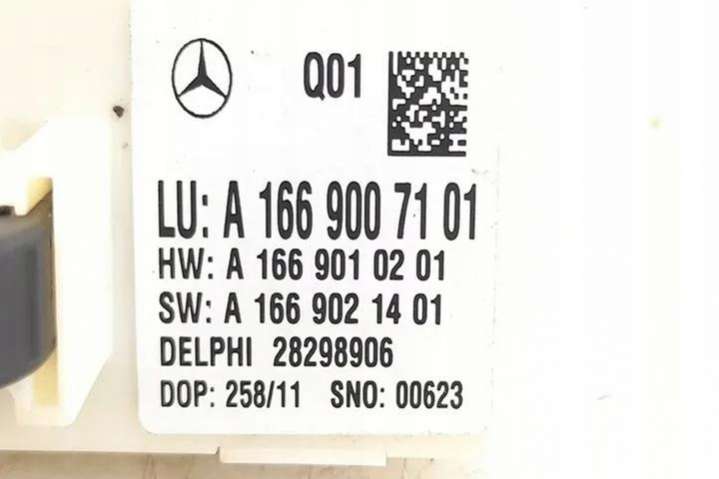 Q01
LU: A 166 900 71 01
HW: A 166 901 02 01
SW: A 166 902 14 01
DELPHI 28298906
DOP: 258/11 SNO: 00623